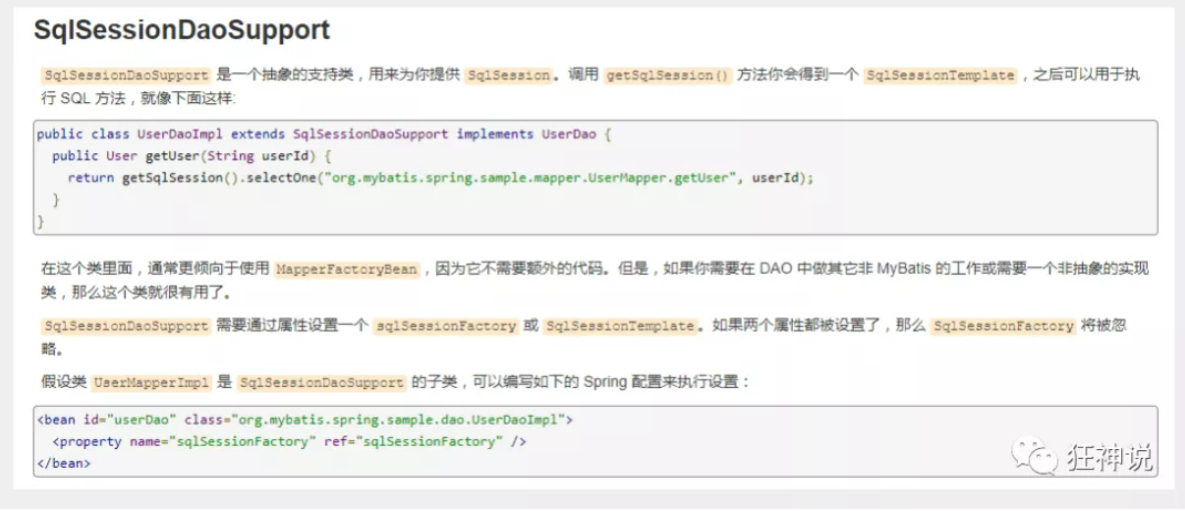 SqlSessionDaoSupport
SqlSessionDaoSupport 是一个抽象的支持类，用来为你提供 SqlSession。调用 getSqlSession() 方法你会得到一个 SqlSessionTemplate，之后可以用于执
行 SQL 方法，就像下面这样:
public class UserDaoImpl extends SqlSessionDaoSupport implements UserDao {
  public User getUser(String userId) {
    return getSqlSession().selectOne("org.mybatis.spring.sample.mapper.UserMapper.getUser", userId);
  }
}
在这个类里面，通常更倾向于使用 MapperFactoryBean，因为它不需要额外的代码。但是，如果你需要在 DAO 中做其它非 MyBatis 的工作或需要一个非抽象的实现
类，那么这个类就很有用了。
SqlSessionDaoSupport 需要通过属性设置一个 sqlSessionFactory 或 SqlSessionTemplate。如果两个属性都被设置了，那么 SqlSessionFactory 将被忽
略。
假设类 UserMapperImpl 是 SqlSessionDaoSupport 的子类，可以编写如下的 Spring 配置来执行设置：
<bean id="userDao" class="org.mybatis.spring.sample.dao.UserDaoImpl">
  <property name="sqlSessionFactory" ref="sqlSessionFactory" />
</bean>
狂神说